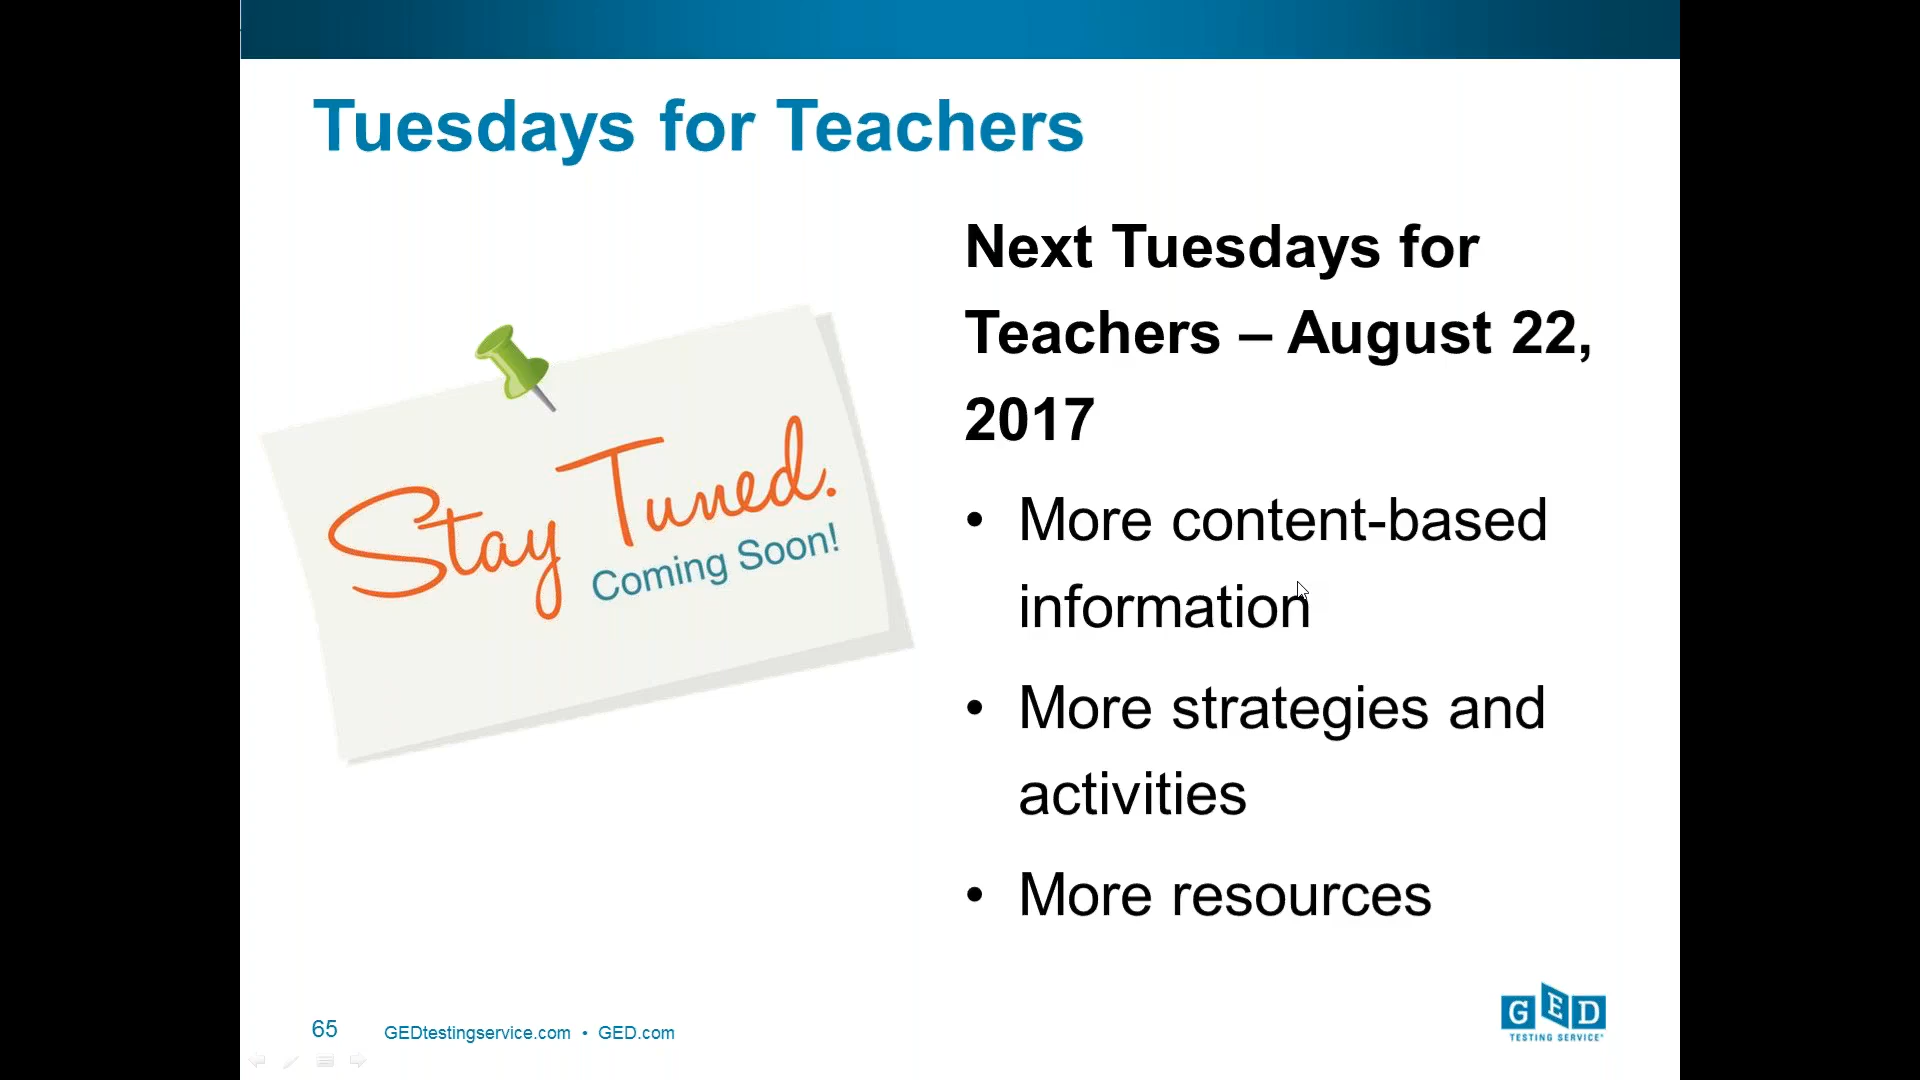 Tuesdays for Teachers
Stay Tuned.
Coming Soon!
Next Tuesdays for
Teachers – August 22,
2017
• More content-based
information
• More strategies and
activities
• More resources
65
GEDtestingservice.com • GED.com
GED
TESTING SERVICE®